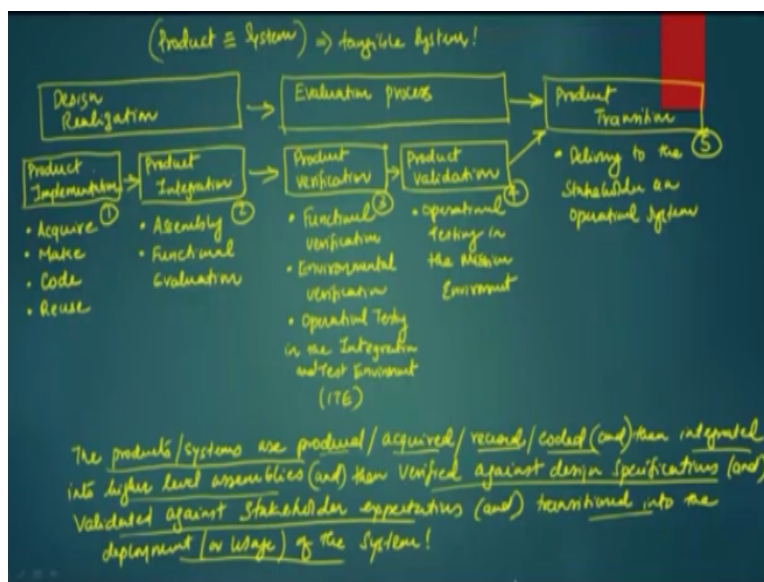 (Product ≡ System) ⇒ tangible system!
Design
Realization
→ Evaluation process →
Product
Transition
⑤
Product
Implementation
①
• Acquire
• Make
• Code
• Reuse
Product
Integration
②
• Assembly
• Functional
Evaluation
Product
Verification
③
• Functional
verification
• Environmental
verification
• Operational Testing
in the Integration
and Test Environment
(ITE)
Product
Validation
④
• Operational
Testing in
the Mission
Environment
• Delivery to the
Stakeholder an
Operational System
The products/systems are produced/acquired/reused/coded (and) then integrated
into higher level assemblies (and) then verified against design specifications (and)
validated against stakeholder expectations (and) transitioned into the
deployment (or usage) of the system!